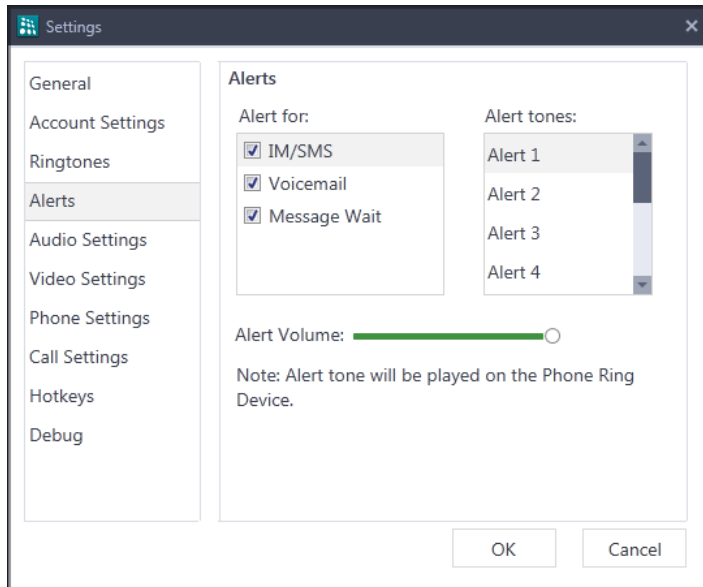 Settings
General
Account Settings
Ringtones
Alerts
Audio Settings
Video Settings
Phone Settings
Call Settings
Hotkeys
Debug
Alerts
Alert for:
IM/SMS
Voicemail
Message Wait
Alert tones:
Alert 1
Alert 2
Alert 3
Alert 4
Alert Volume:
Note: Alert tone will be played on the Phone Ring
Device.
OK
Cancel